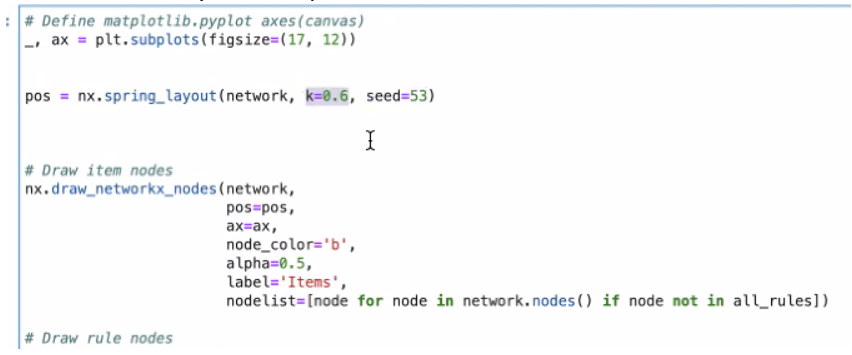 :
# Define matplotlib.pyplot axes(canvas)
_, ax = plt.subplots(figsize=(17, 12))
pos = nx.spring_layout(network, k=0.6, seed=53)
# Draw item nodes
nx.draw_networkx_nodes(network,
pos=pos,
ax=ax,
node_color='b',
alpha=0.5,
label='Items',
nodelist=[node for node in network.nodes() if node not in all_rules])
# Draw rule nodes